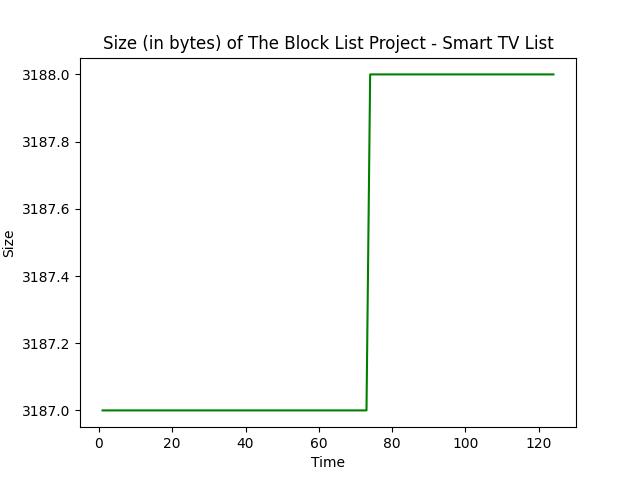 Size (in bytes) of The Block List Project - Smart TV List
3188.0
3187.8
3187.6
3187.4
3187.2
3187.0
Size
0 20 40 60 80 100 120
Time